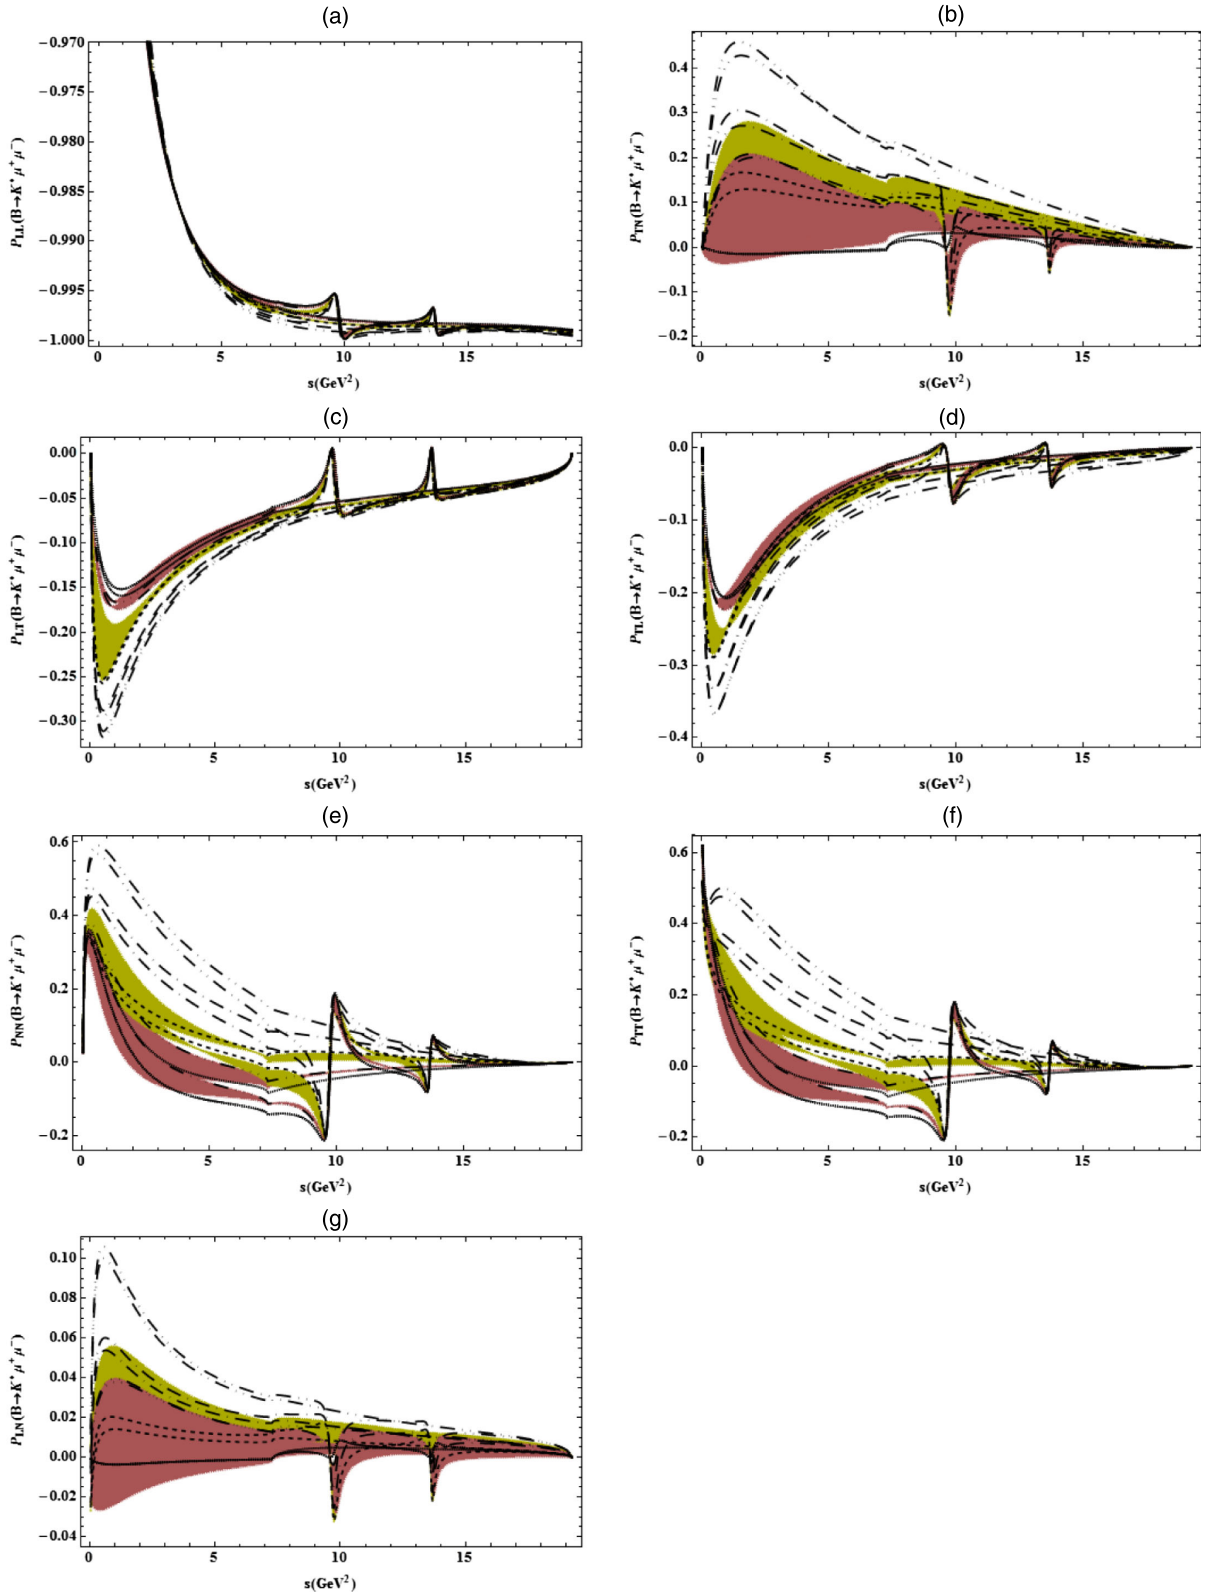 (a)
P_LL(B→K*μ⁺μ⁻)
−0.970
−0.975
−0.980
−0.985
−0.990
−0.995
−1.000
0 5 10 15
s(GeV²)
(b)
P_TN(B→K*μ⁺μ⁻)
0.4
0.3
0.2
0.1
0.0
−0.1
−0.2
0 5 10 15
s(GeV²)
(c)
P_LT(B→K*μ⁺μ⁻)
0.00
−0.05
−0.10
−0.15
−0.20
−0.25
−0.30
0 5 10 15
s(GeV²)
(d)
P_TL(B→K*μ⁺μ⁻)
0.0
−0.1
−0.2
−0.3
−0.4
0 5 10 15
s(GeV²)
(e)
P_NN(B→K*μ⁺μ⁻)
0.6
0.4
0.2
0.0
−0.2
0 5 10 15
s(GeV²)
(f)
P_TT(B→K*μ⁺μ⁻)
0.6
0.4
0.2
0.0
−0.2
0 5 10 15
s(GeV²)
(g)
P_LN(B→K*μ⁺μ⁻)
0.10
0.08
0.06
0.04
0.02
0.00
−0.02
−0.04
0 5 10 15
s(GeV²)